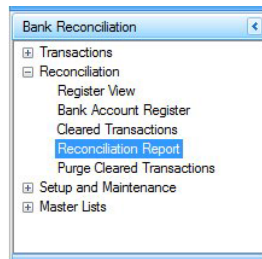 Bank Reconciliation
Transactions
Reconciliation
Register View
Bank Account Register
Cleared Transactions
Reconciliation Report
Purge Cleared Transactions
Setup and Maintenance
Master Lists